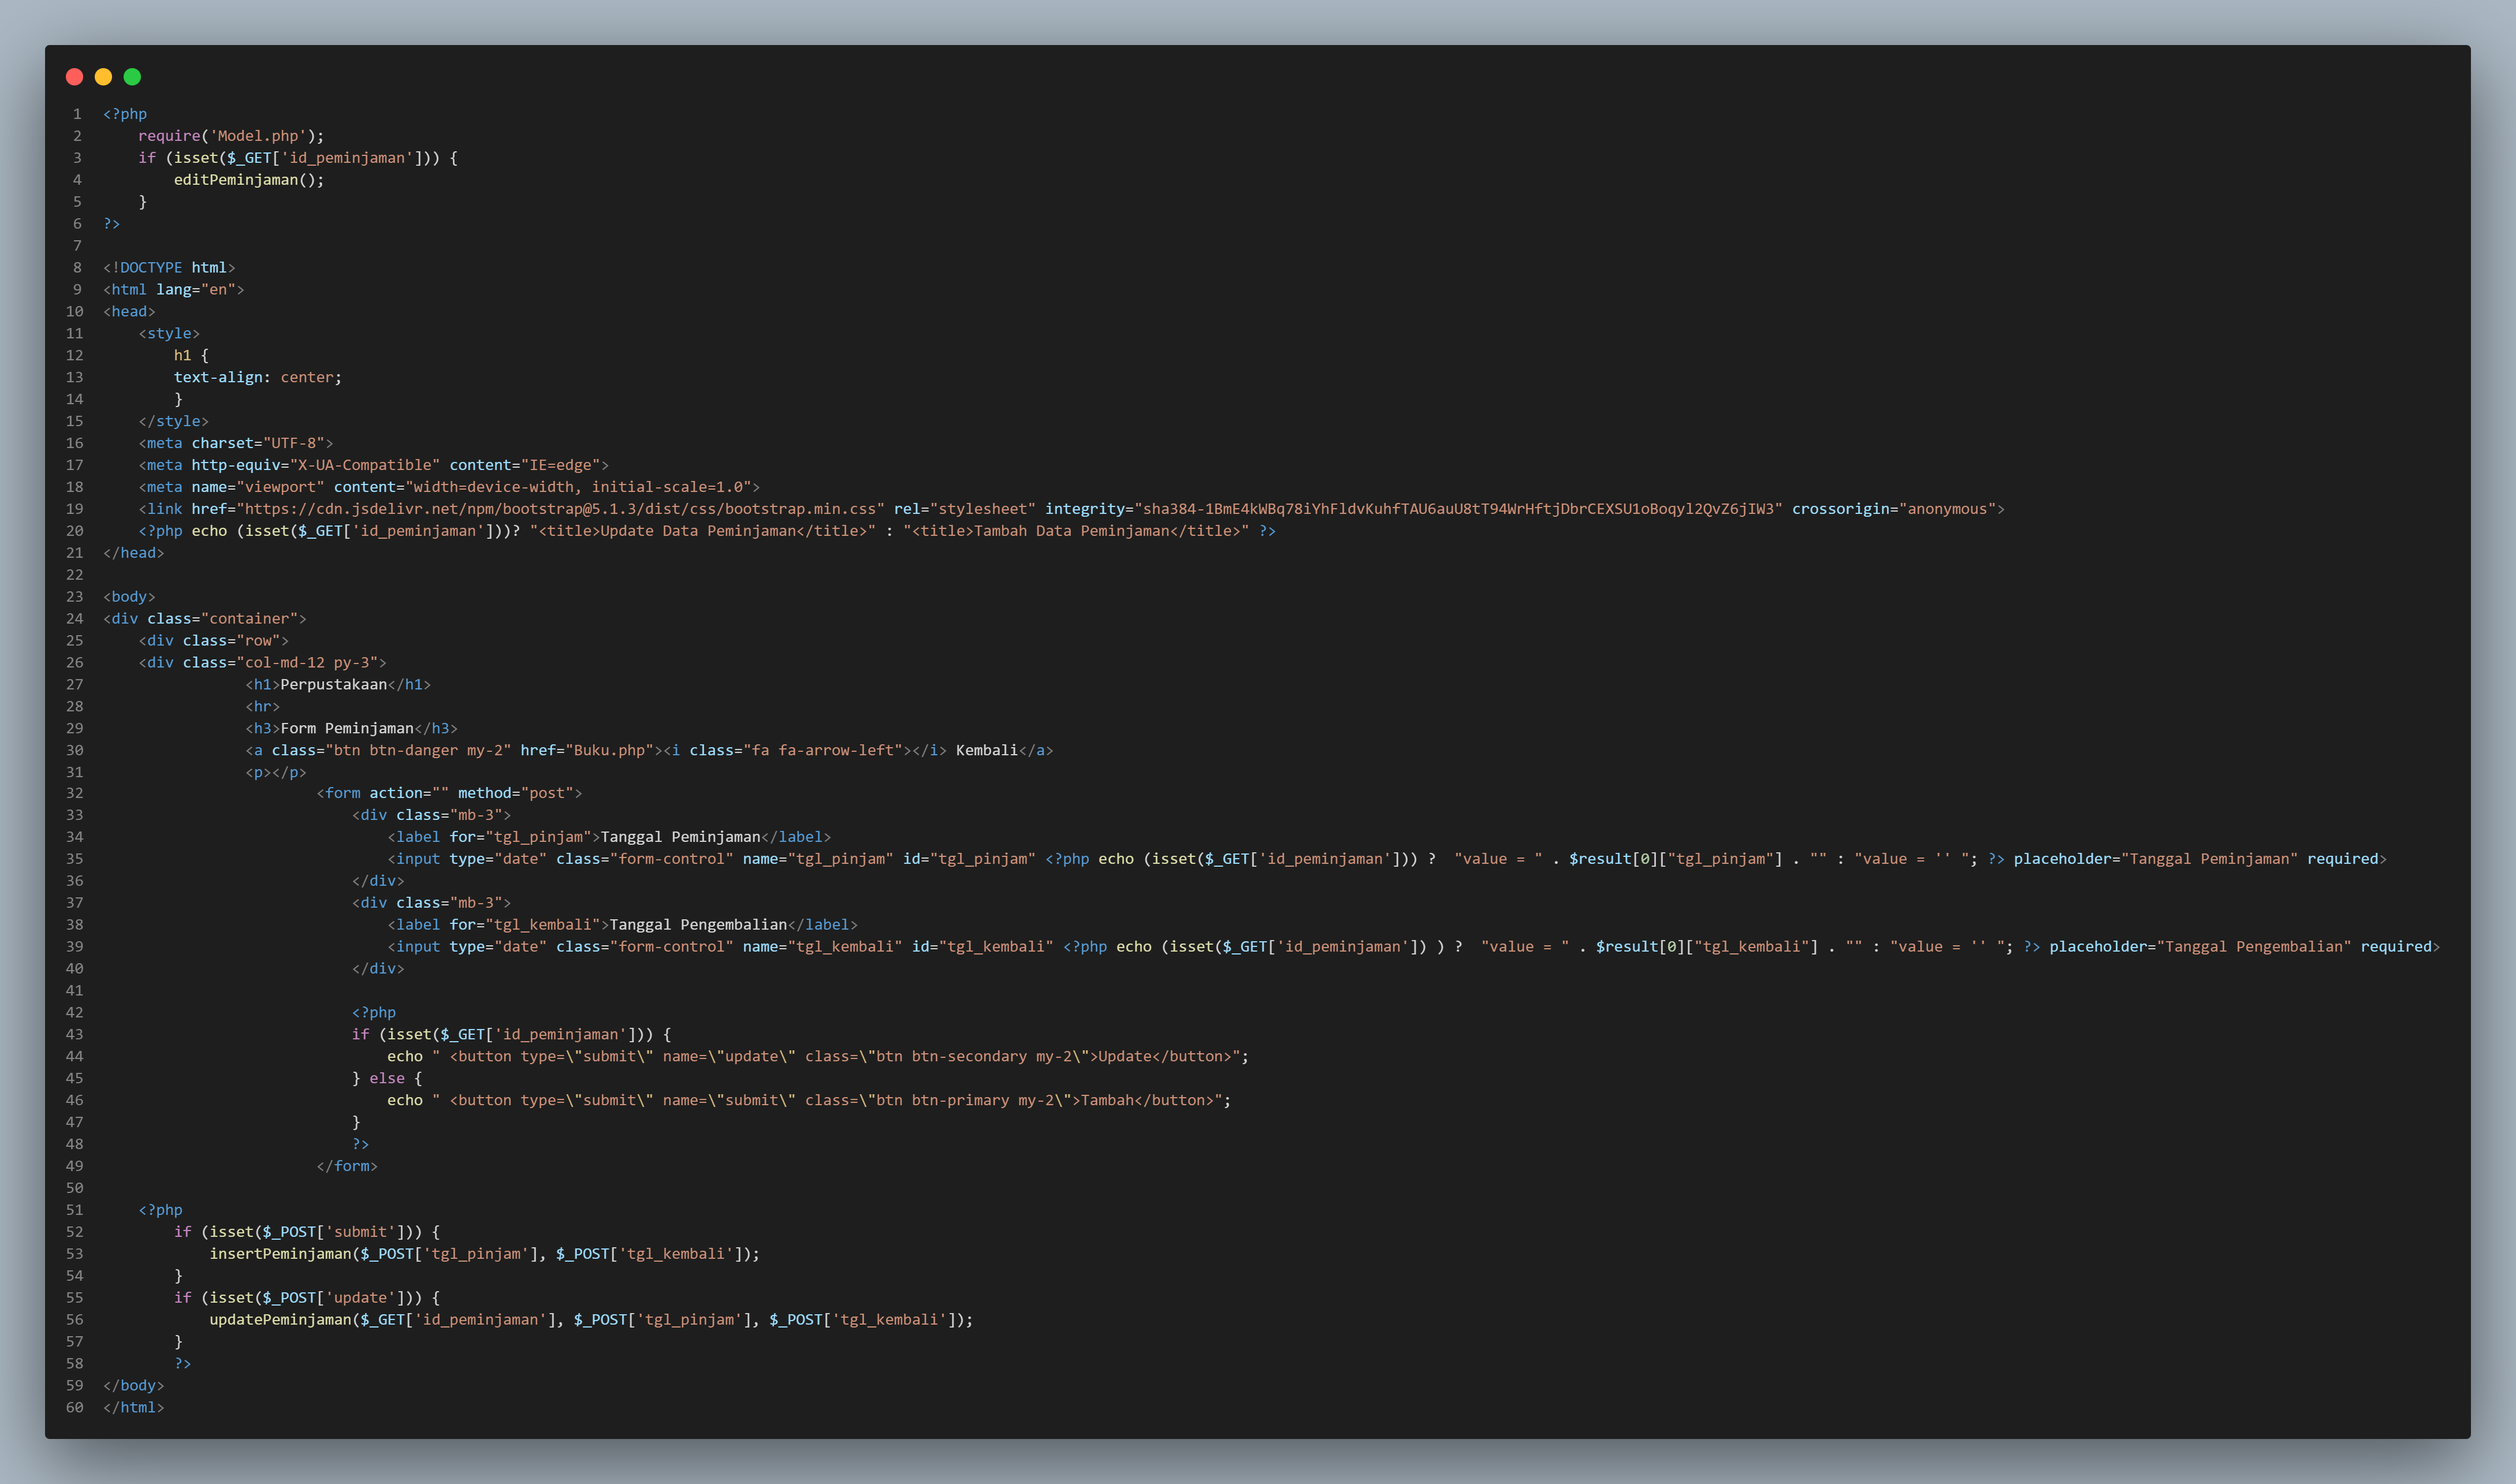 1 <?php
2     require('Model.php');
3     if (isset($_GET['id_peminjaman'])) {
4         editPeminjaman();
5     }
6 ?>
7
8 <!DOCTYPE html>
9 <html lang="en">
10 <head>
11     <style>
12         h1 {
13         text-align: center;
14         }
15     </style>
16     <meta charset="UTF-8">
17     <meta http-equiv="X-UA-Compatible" content="IE=edge">
18     <meta name="viewport" content="width=device-width, initial-scale=1.0">
19     <link href="https://cdn.jsdelivr.net/npm/bootstrap@5.1.3/dist/css/bootstrap.min.css" rel="stylesheet" integrity="sha384-1BmE4kWBq78iYhFldvKuhfTAU6auU8tT94WrHftjDbrCEXSU1oBoqyl2QvZ6jIW3" crossorigin="anonymous">
20     <?php echo (isset($_GET['id_peminjaman']))? "<title>Update Data Peminjaman</title>" : "<title>Tambah Data Peminjaman</title>" ?>
21 </head>
22
23 <body>
24 <div class="container">
25     <div class="row">
26     <div class="col-md-12 py-3">
27                 <h1>Perpustakaan</h1>
28                 <hr>
29                 <h3>Form Peminjaman</h3>
30                 <a class="btn btn-danger my-2" href="Buku.php"><i class="fa fa-arrow-left"></i> Kembali</a>
31                 <p></p>
32                         <form action="" method="post">
33                             <div class="mb-3">
34                                 <label for="tgl_pinjam">Tanggal Peminjaman</label>
35                                 <input type="date" class="form-control" name="tgl_pinjam" id="tgl_pinjam" <?php echo (isset($_GET['id_peminjaman'])) ?  "value = " . $result[0]["tgl_pinjam"] . "" : "value = '' "; ?> placeholder="Tanggal Peminjaman" required>
36                             </div>
37                             <div class="mb-3">
38                                 <label for="tgl_kembali">Tanggal Pengembalian</label>
39                                 <input type="date" class="form-control" name="tgl_kembali" id="tgl_kembali" <?php echo (isset($_GET['id_peminjaman']) ) ?  "value = " . $result[0]["tgl_kembali"] . "" : "value = '' "; ?> placeholder="Tanggal Pengembalian" required>
40                             </div>
41
42                             <?php
43                             if (isset($_GET['id_peminjaman'])) {
44                                 echo " <button type=\"submit\" name=\"update\" class=\"btn btn-secondary my-2\">Update</button>";
45                             } else {
46                                 echo " <button type=\"submit\" name=\"submit\" class=\"btn btn-primary my-2\">Tambah</button>";
47                             }
48                             ?>
49                         </form>
50
51     <?php
52         if (isset($_POST['submit'])) {
53             insertPeminjaman($_POST['tgl_pinjam'], $_POST['tgl_kembali']);
54         }
55         if (isset($_POST['update'])) {
56             updatePeminjaman($_GET['id_peminjaman'], $_POST['tgl_pinjam'], $_POST['tgl_kembali']);
57         }
58         ?>
59 </body>
60 </html>